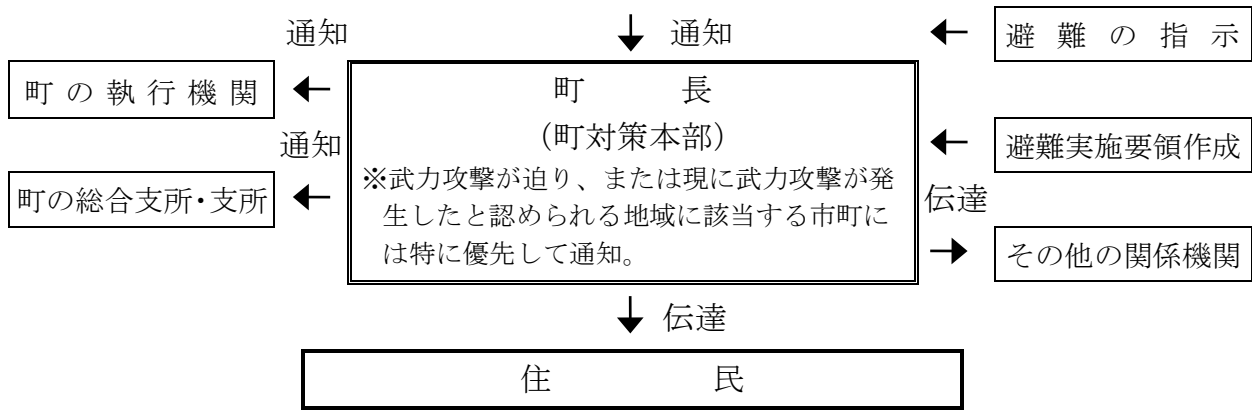 通知
通知
避難の指示
町の執行機関
町長
(町対策本部)
通知
避難実施要領作成
※武力攻撃が迫り、または現に武力攻撃が発
生したと認められる地域に該当する市町に
は特に優先して通知。
町の総合支所・支所
伝達
その他の関係機関
伝達
住民